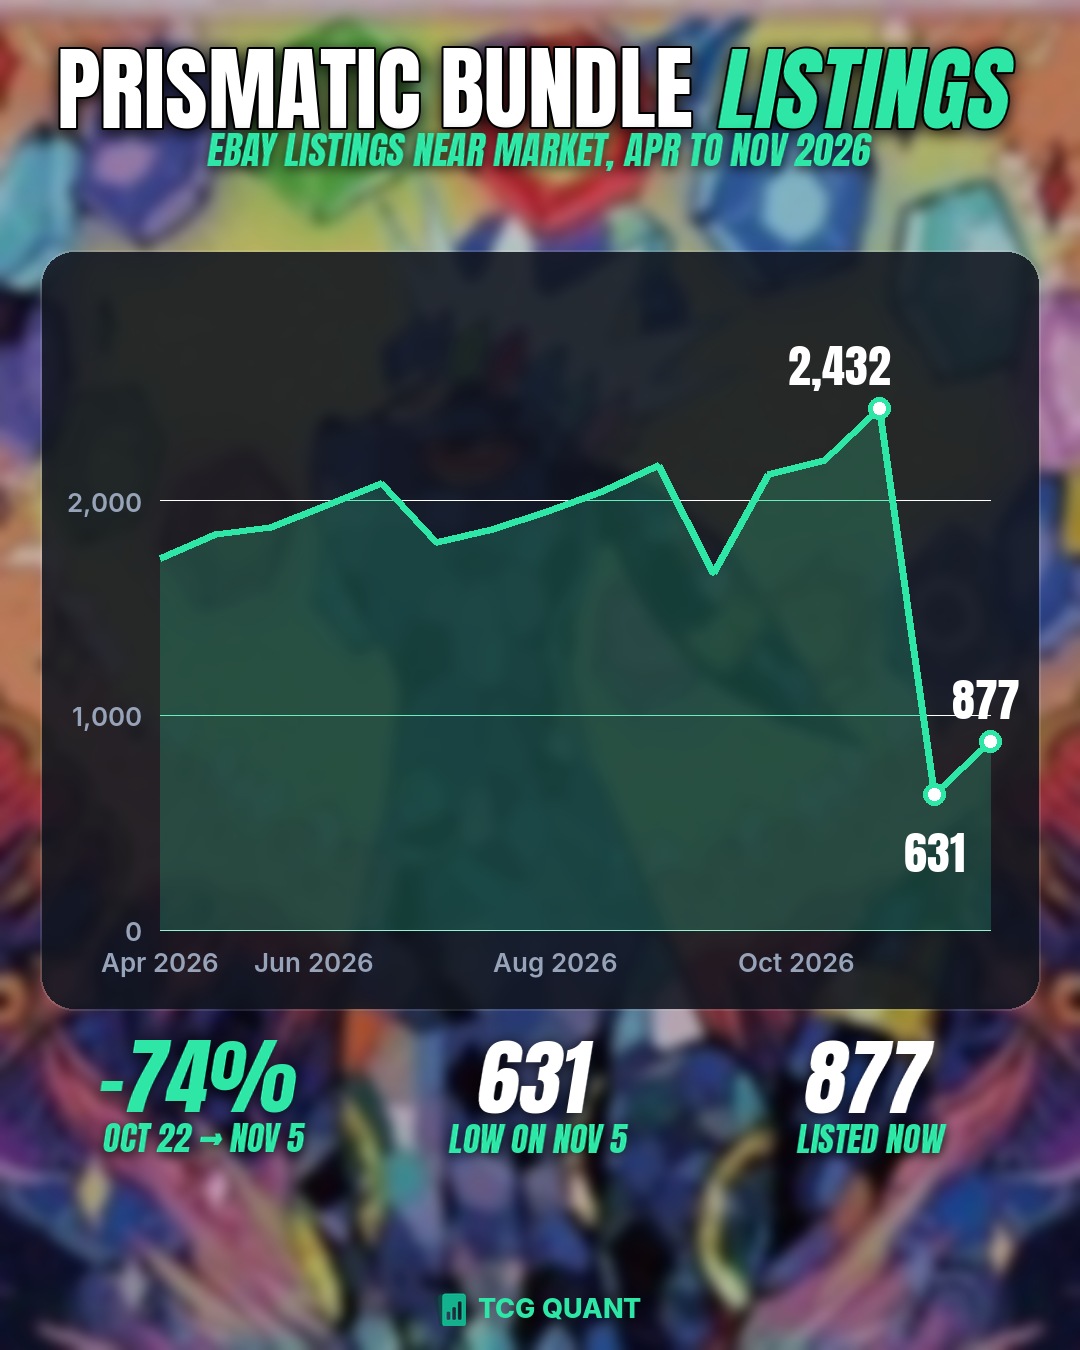 PRISMATIC BUNDLE LISTINGS
EBAY LISTINGS NEAR MARKET, APR TO NOV 2026
2,432
2,000
877
1,000
631
0
Apr 2026 Jun 2026 Aug 2026 Oct 2026
-74% 631 877
OCT 22 → NOV 5 LOW ON NOV 5 LISTED NOW
TCG QUANT